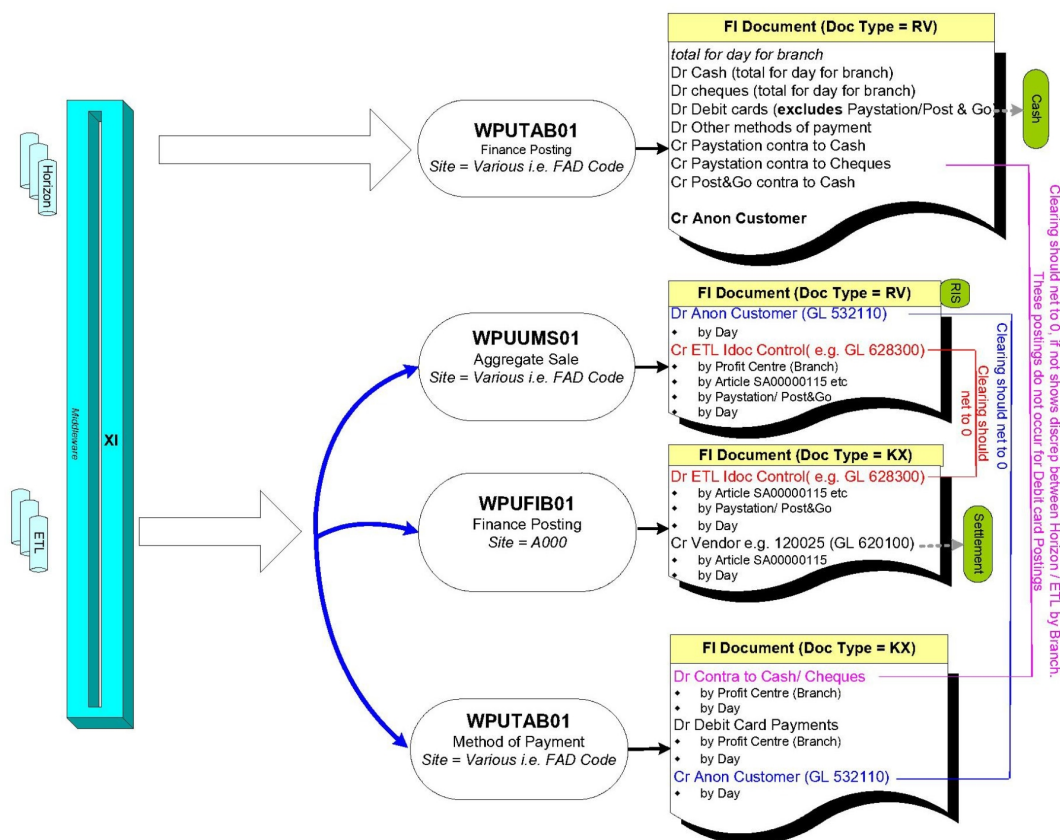 FI Document (Doc Type = RV)
total for day for branch
Dr Cash (total for day for branch)
Dr cheques (total for day for branch)
Dr Debit cards (excludes Paystation/Post & Go)
Dr Other methods of payment
Cr Paystation contra to Cash
Cr Paystation contra to Cheques
Cr Post&Go contra to Cash
Cr Anon Customer
Cash
WPUTAB01
Finance Posting
Site = Various i.e. FAD Code
Horizon
Middleware
XI
ETL
WPUUMS01
Aggregate Sale
Site = Various i.e. FAD Code
FI Document (Doc Type = RV)
RIS
Dr Anon Customer (GL 532110)
◆ by Day
Cr ETL Idoc Control( e.g. GL 628300)
◆ by Profit Centre (Branch)
◆ by Article SA00000115 etc
◆ by Paystation/ Post&Go
◆ by Day
WPUFIB01
Finance Posting
Site = A000
FI Document (Doc Type = KX)
Dr ETL Idoc Control( e.g. GL 628300)
◆ by Article SA00000115 etc
◆ by Paystation/ Post&Go
◆ by Day
Cr Vendor e.g. 120025 (GL 620100)
◆ by Article SA00000115
◆ by Day
Settlement
WPUTAB01
Method of Payment
Site = Various i.e. FAD Code
FI Document (Doc Type = KX)
Dr Contra to Cash/ Cheques
◆ by Profit Centre (Branch)
◆ by Day
Dr Debit Card Payments
◆ by Profit Centre (Branch)
◆ by Day
Cr Anon Customer (GL 532110)
◆ by Day
Clearing should
net to 0
Clearing should net to 0
Clearing should net to 0, if not shows discrep between Horizon / ETL by Branch.
These postings do not occur for Debit card Postings